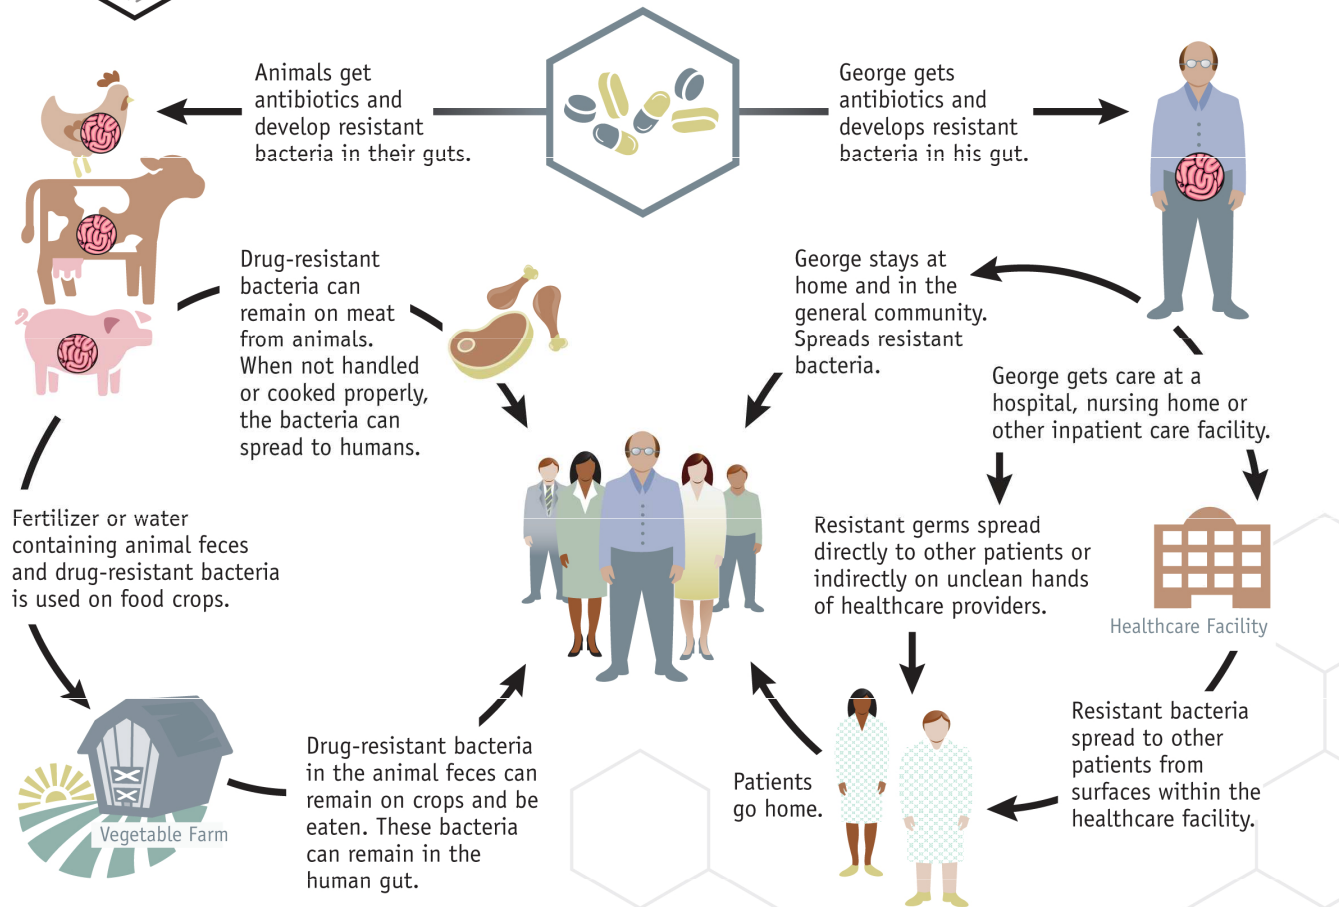 Animals get
antibiotics and
develop resistant
bacteria in their guts.
George gets
antibiotics and
develops resistant
bacteria in his gut.
Drug-resistant
bacteria can
remain on meat
from animals.
When not handled
or cooked properly,
the bacteria can
spread to humans.
George stays at
home and in the
general community.
Spreads resistant
bacteria.
George gets care at a
hospital, nursing home or
other inpatient care facility.
Fertilizer or water
containing animal feces
and drug-resistant bacteria
is used on food crops.
Resistant germs spread
directly to other patients or
indirectly on unclean hands
of healthcare providers.
Healthcare Facility
Vegetable Farm
Drug-resistant bacteria
in the animal feces can
remain on crops and be
eaten. These bacteria
can remain in the
human gut.
Patients
go home.
Resistant bacteria
spread to other
patients from
surfaces within the
healthcare facility.